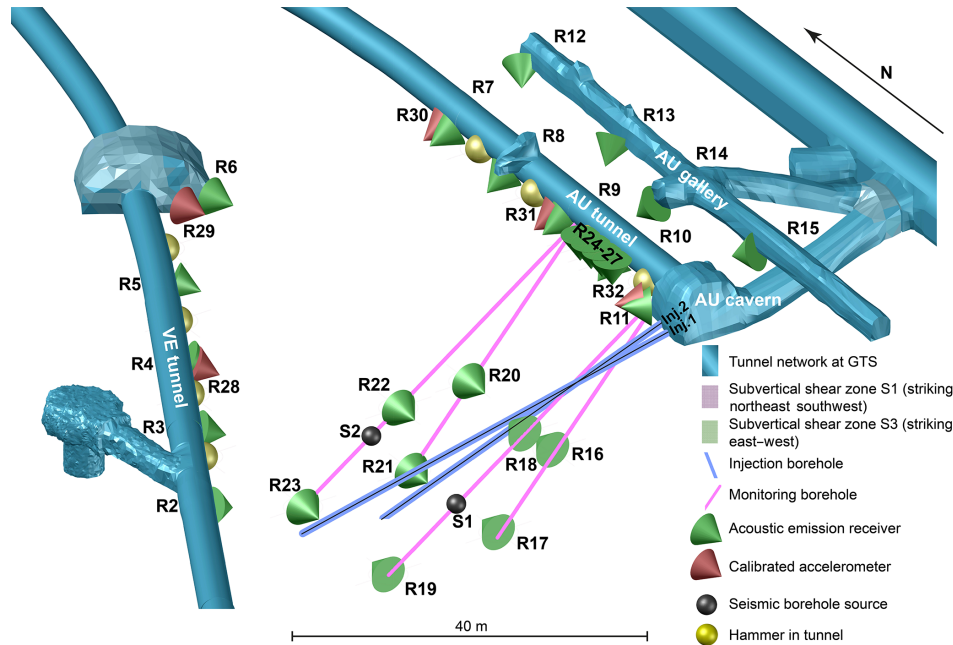 R12
N
R7
R30
R13
R8
R14
AU gallery
R6
R31
R9
AU tunnel
R15
R29
R10
R24-27
R5
R32
R11
AU cavern
Inj.2
Inj.1
VE tunnel
R4
R28
R22
R20
R3
S2
R21
R18
R16
R23
R2
S1
R17
R19
40 m
Tunnel network at GTS
Subvertical shear zone S1 (striking
northeast southwest)
Subvertical shear zone S3 (striking
east–west)
Injection borehole
Monitoring borehole
Acoustic emission receiver
Calibrated accelerometer
Seismic borehole source
Hammer in tunnel